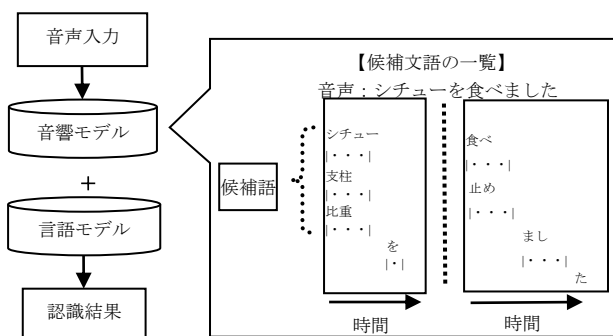 音声入力
音響モデル
+
言語モデル
認識結果
【候補文語の一覧】
音声：シチューを食べました
候補語
シチュー
|・・・|
支柱
|・・・|
比重
|・・・|
を
|・|
時間
食べ
|・・・|
止め
|・・・|
まし
|・・・|
た
時間